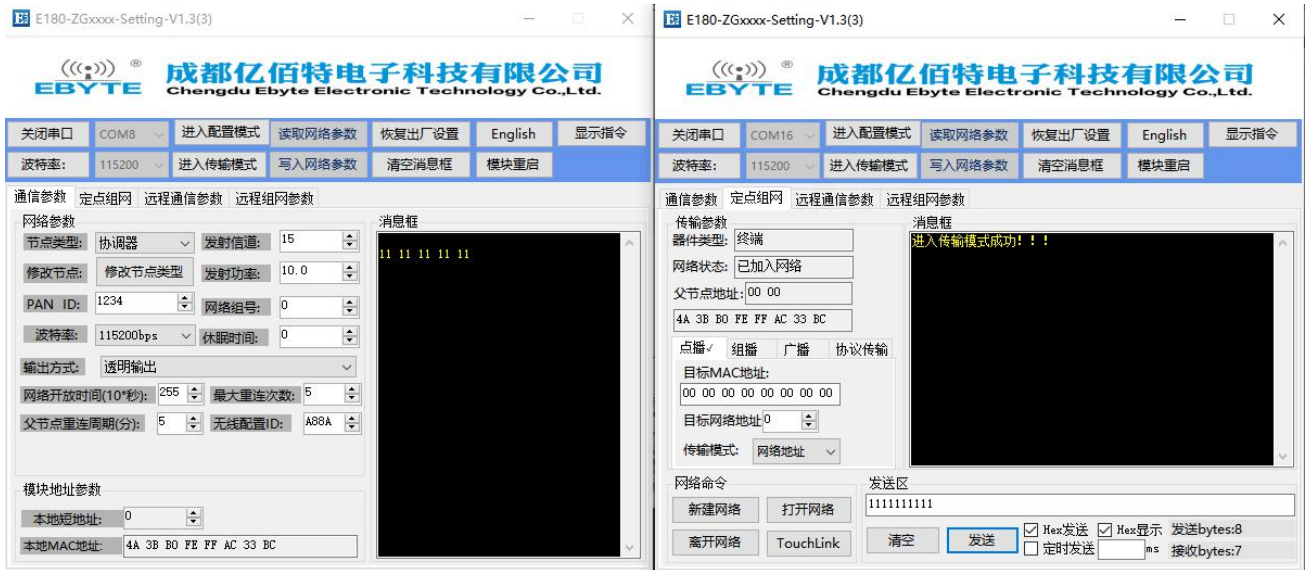 E180-ZGxxxx-Setting-V1.3(3)
EBYTE ® 成都亿佰特电子科技有限公司
Chengdu Ebyte Electronic Technology Co.,Ltd.
关闭串口 COM8 进入配置模式 读取网络参数 恢复出厂设置 English 显示指令
波特率: 115200 进入传输模式 写入网络参数 清空消息框 模块重启
通信参数 定点组网 远程通信参数 远程组网参数
网络参数 消息框
节点类型: 协调器 发射信道: 15
11 11 11 11 11
修改节点: 修改节点类型 发射功率: 10.0
PAN ID: 1234 网络组号: 0
波特率: 115200bps 休眠时间: 0
输出方式: 透明输出
网络开放时间(10*秒): 255 最大重连次数: 5
父节点重连周期(分): 5 无线配置ID: A88A
模块地址参数
本地短地址: 0
本地MAC地址: 4A 3B B0 FE FF AC 33 BC
E180-ZGxxxx-Setting-V1.3(3)
EBYTE ® 成都亿佰特电子科技有限公司
Chengdu Ebyte Electronic Technology Co.,Ltd.
关闭串口 COM16 进入配置模式 读取网络参数 恢复出厂设置 English 显示指令
波特率: 115200 进入传输模式 写入网络参数 清空消息框 模块重启
通信参数 定点组网 远程通信参数 远程组网参数
传输参数 消息框
器件类型: 终端 进入传输模式成功!!!
网络状态: 已加入网络
父节点地址: 00 00
4A 3B B0 FE FF AC 33 BC
点播✓ 组播 广播 协议传输
目标MAC地址:
00 00 00 00 00 00 00 00
目标网络地址 0
传输模式: 网络地址
网络命令 发送区
新建网络 打开网络 1111111111
离开网络 TouchLink 清空 发送 Hex发送 Hex显示 发送bytes:8
定时发送 ms 接收bytes:7